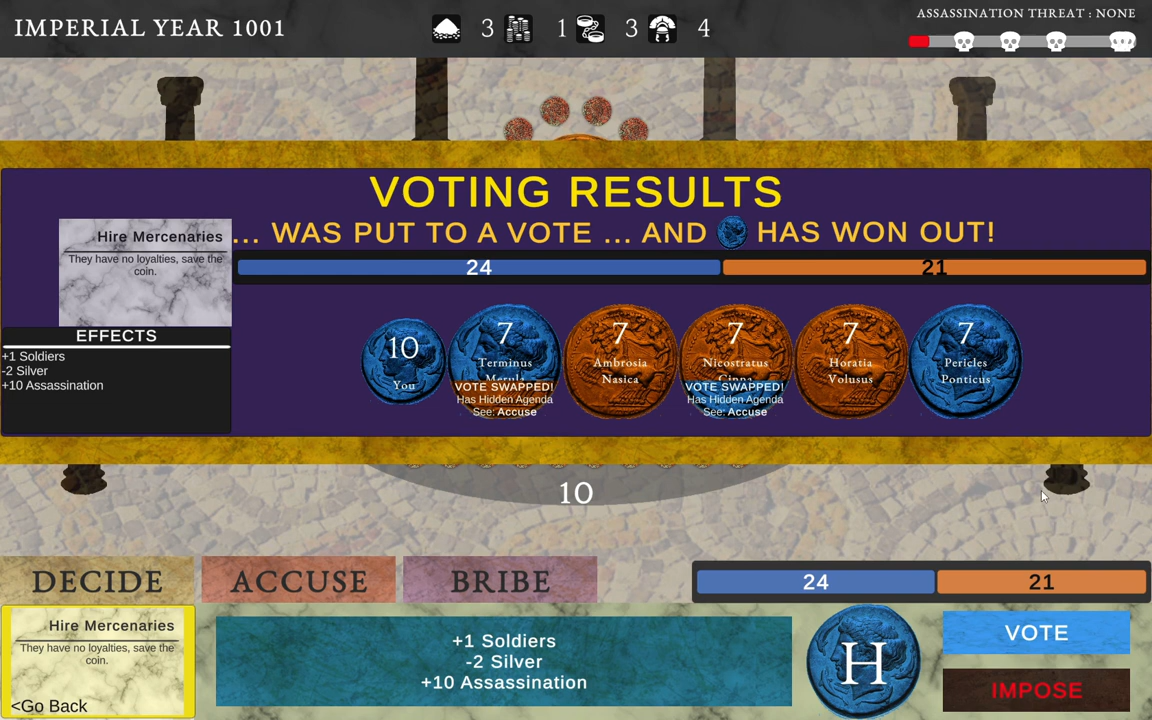 IMPERIAL YEAR 1001
3
1
3
4
ASSASSINATION THREAT : NONE
VOTING RESULTS
... WAS PUT TO A VOTE ... AND HAS WON OUT!
Hire Mercenaries
They have no loyalties, save the
coin.
24
21
EFFECTS
+1 Soldiers
-2 Silver
+10 Assassination
10
You
7
Terminus
Merula
VOTE SWAPPED!
Has Hidden Agenda
See: Accuse
7
Ambrosia
Nasica
7
Nicostratus
Cinna
VOTE SWAPPED!
Has Hidden Agenda
See: Accuse
7
Horatia
Volusus
7
Pericles
Ponticus
10
DECIDE
ACCUSE
BRIBE
24
21
Hire Mercenaries
They have no loyalties, save the
coin.
<Go Back
+1 Soldiers
-2 Silver
+10 Assassination
H
VOTE
IMPOSE